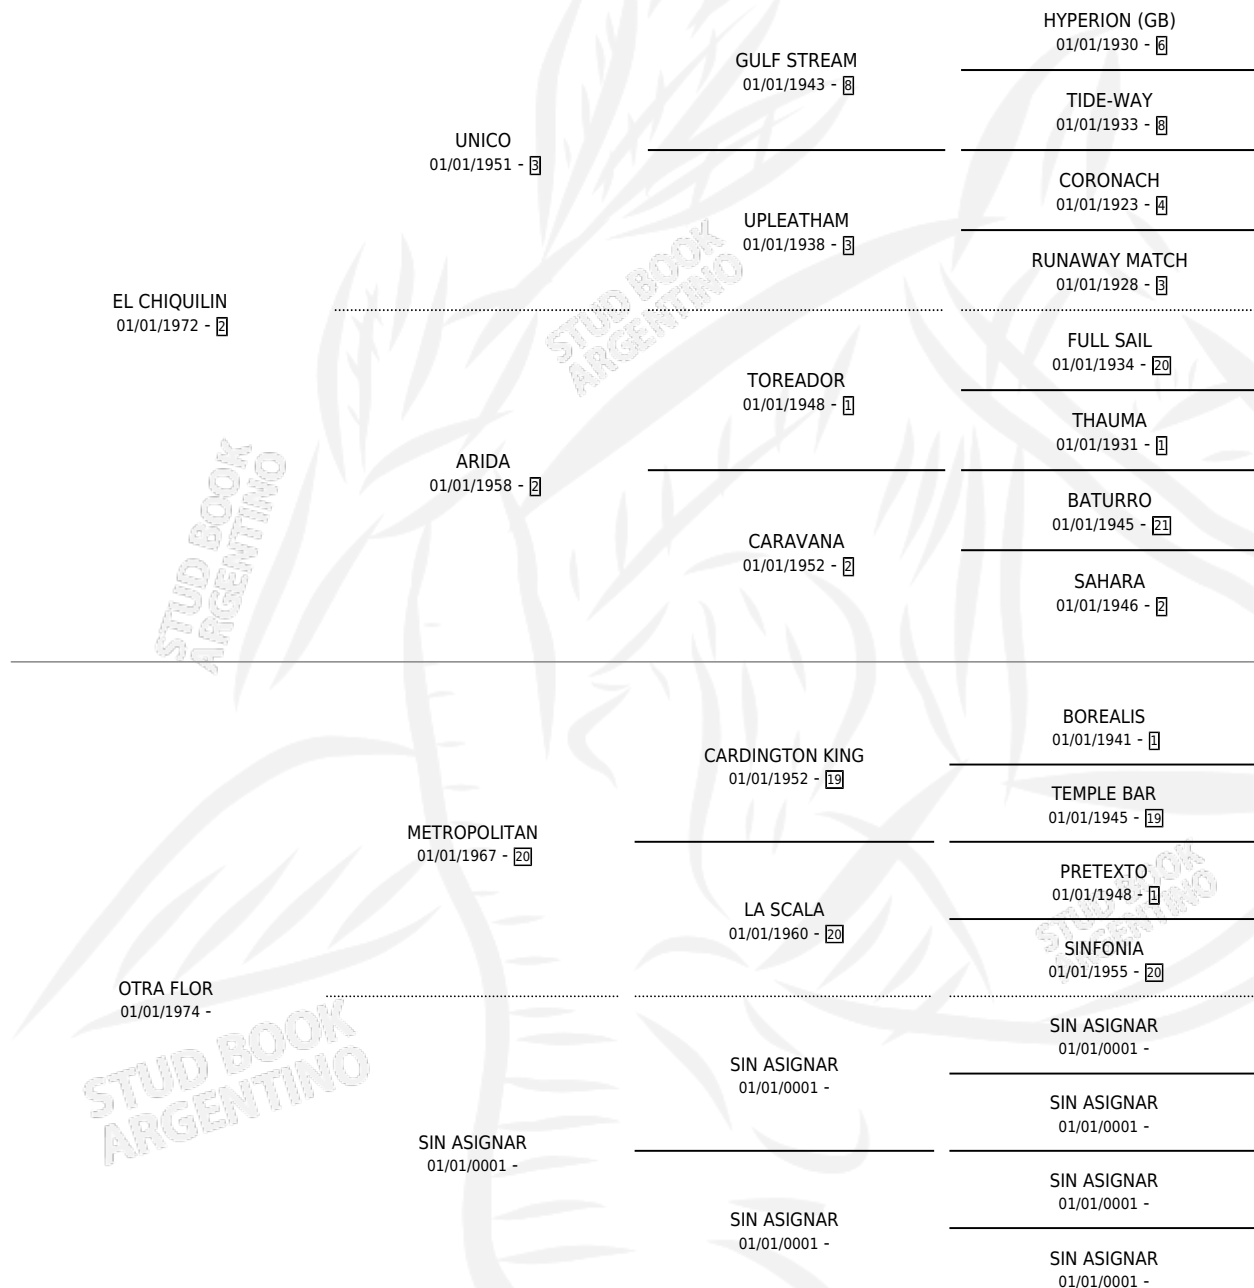 HYPERION (GB)
01/01/1930 - 6
GULF STREAM
01/01/1943 - 8
TIDE-WAY
01/01/1933 - 8
UNICO
01/01/1951 - 3
CORONACH
01/01/1923 - 4
UPLEATHAM
01/01/1938 - 3
RUNAWAY MATCH
01/01/1928 - 3
EL CHIQUILIN
01/01/1972 - 2
STUD BOOK
ARGENTINO
FULL SAIL
01/01/1934 - 20
TOREADOR
01/01/1948 - 1
THAUMA
01/01/1931 - 1
ARIDA
01/01/1958 - 2
BATURRO
01/01/1945 - 21
CARAVANA
01/01/1952 - 2
SAHARA
01/01/1946 - 2
STUD BOOK
ARGENTINO
BOREALIS
01/01/1941 - 1
CARDINGTON KING
01/01/1952 - 19
TEMPLE BAR
01/01/1945 - 19
METROPOLITAN
01/01/1967 - 20
PRETEXTO
01/01/1948 - 1
LA SCALA
01/01/1960 - 20
SINFONIA
01/01/1955 - 20
STUD BOOK
ARGENTINO
OTRA FLOR
01/01/1974 -
SIN ASIGNAR
01/01/0001 -
SIN ASIGNAR
01/01/0001 -
SIN ASIGNAR
01/01/0001 -
SIN ASIGNAR
01/01/0001 -
SIN ASIGNAR
01/01/0001 -
SIN ASIGNAR
01/01/0001 -
SIN ASIGNAR
01/01/0001 -
STUD BOOK
ARGENTINO